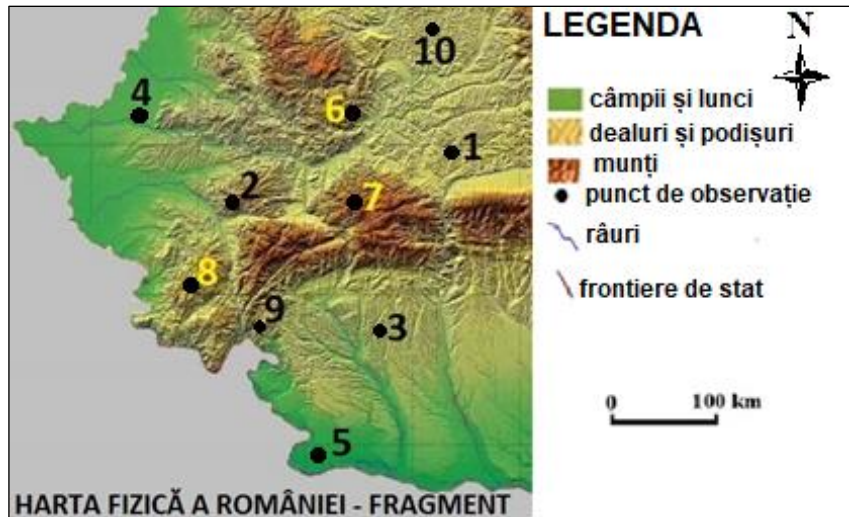 10
4
6
1
2
7
8
9
3
5
HARTA FIZICĂ A ROMÂNIEI - FRAGMENT
LEGENDA
N
câmpii și lunci
dealuri și podișuri
munți
punct de observație
râuri
frontiere de stat
0 100 km